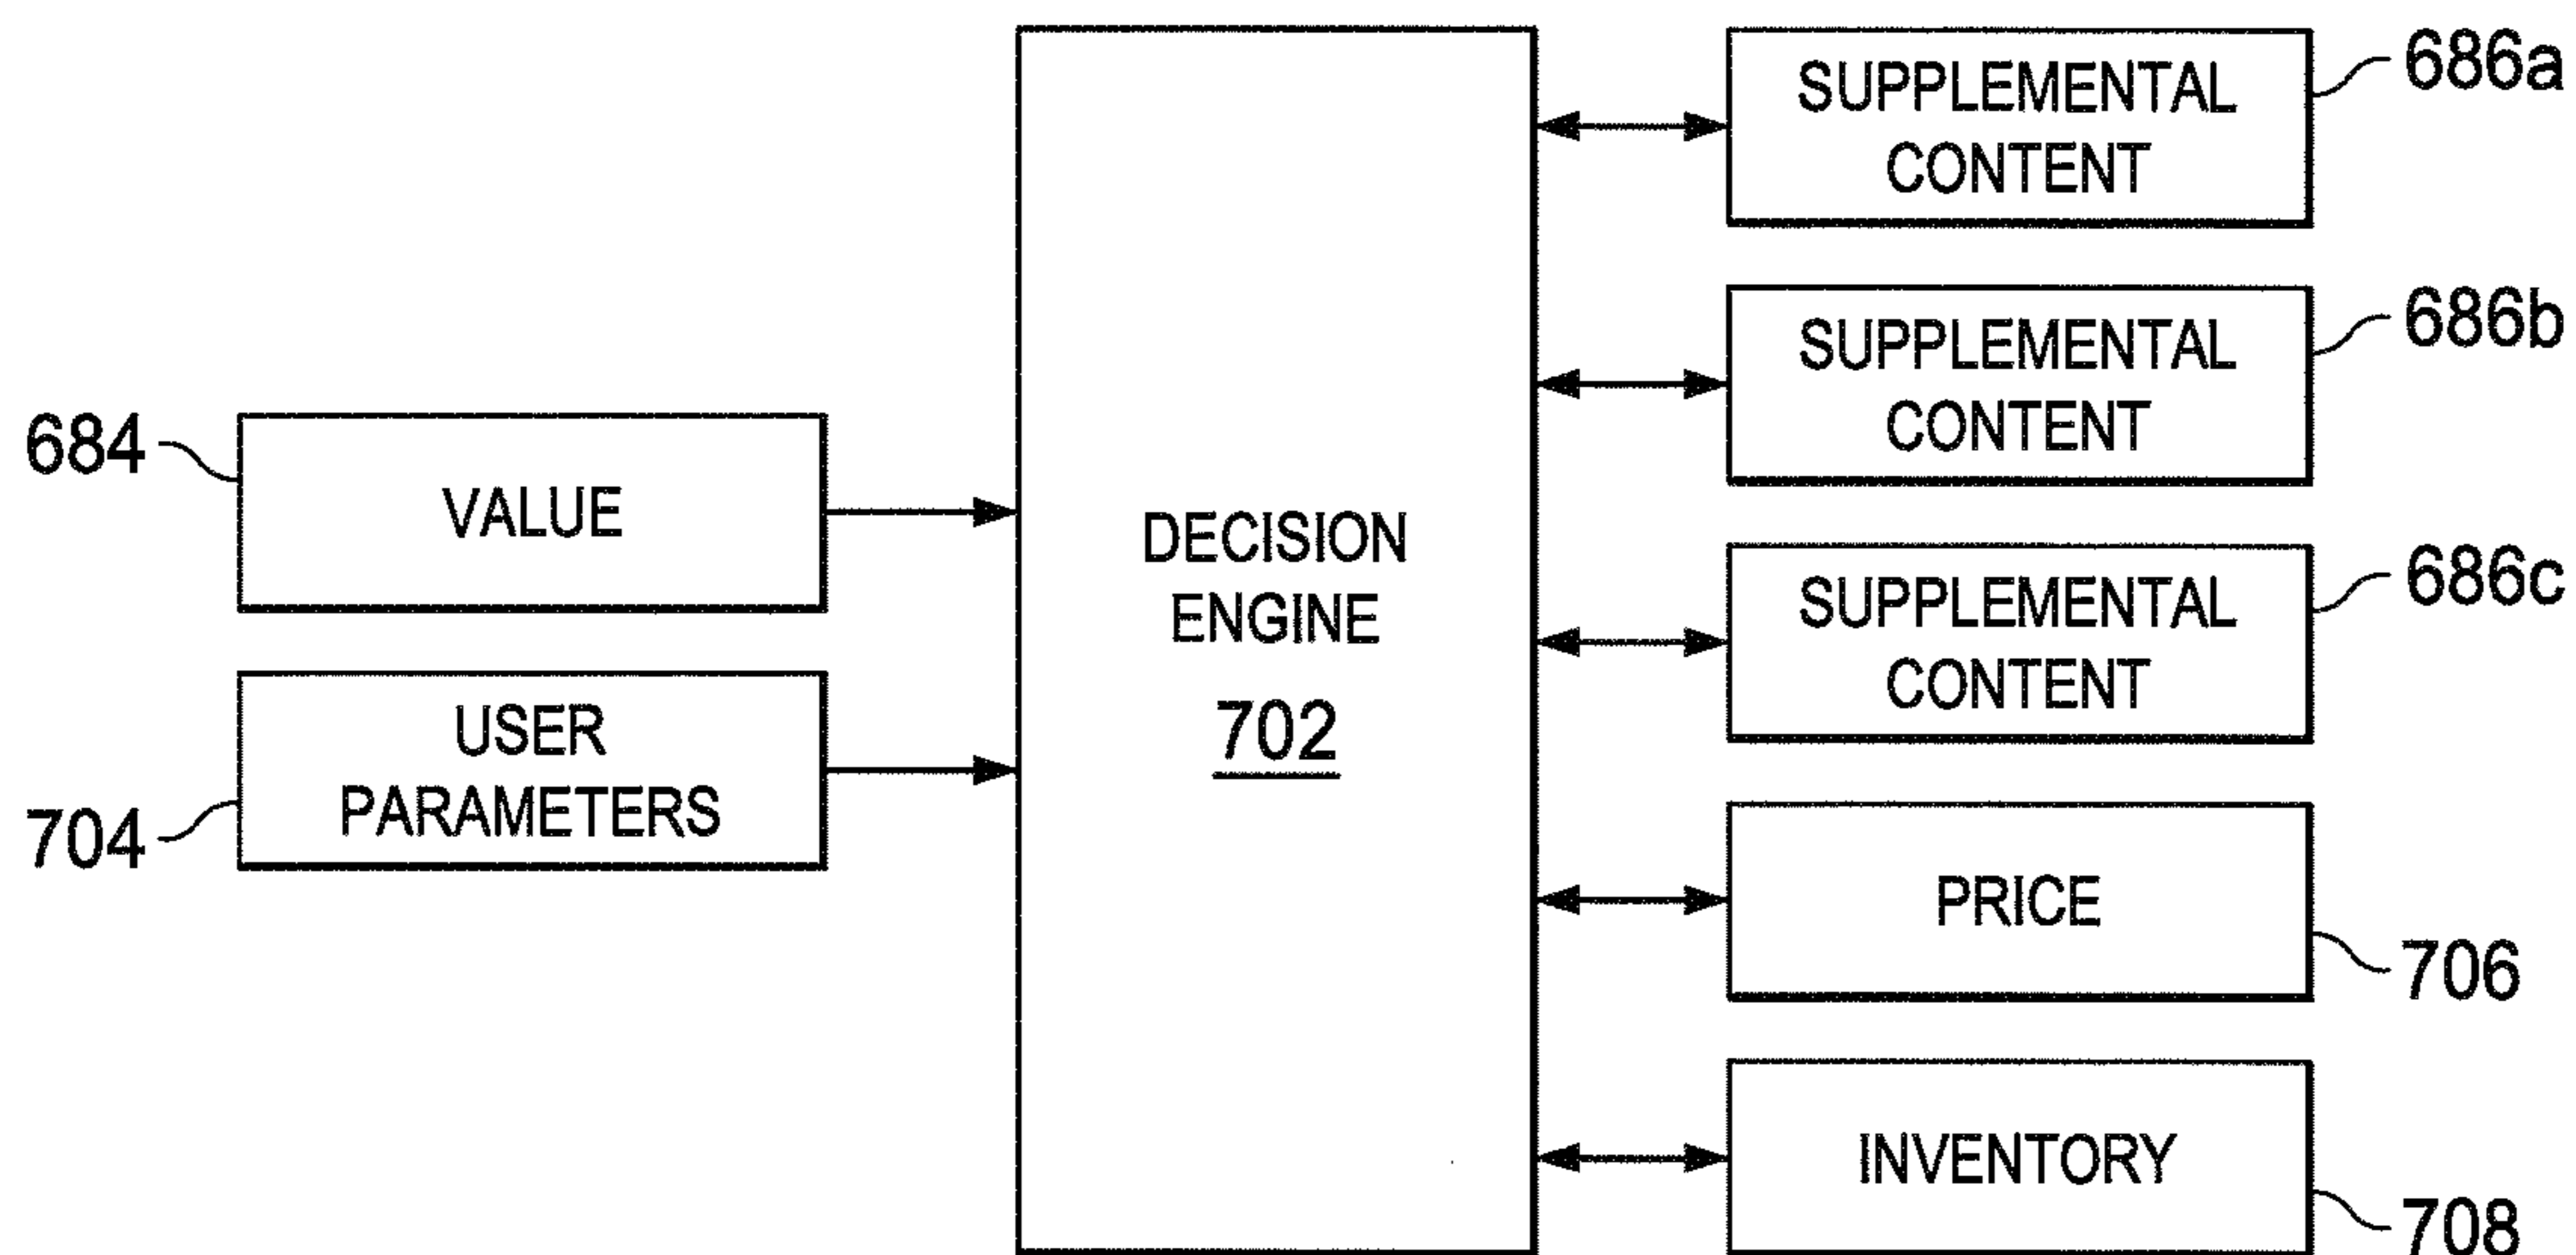 684
VALUE
704
USER
PARAMETERS
DECISION
ENGINE
702
SUPPLEMENTAL
CONTENT
686a
SUPPLEMENTAL
CONTENT
686b
SUPPLEMENTAL
CONTENT
686c
PRICE
706
INVENTORY
708